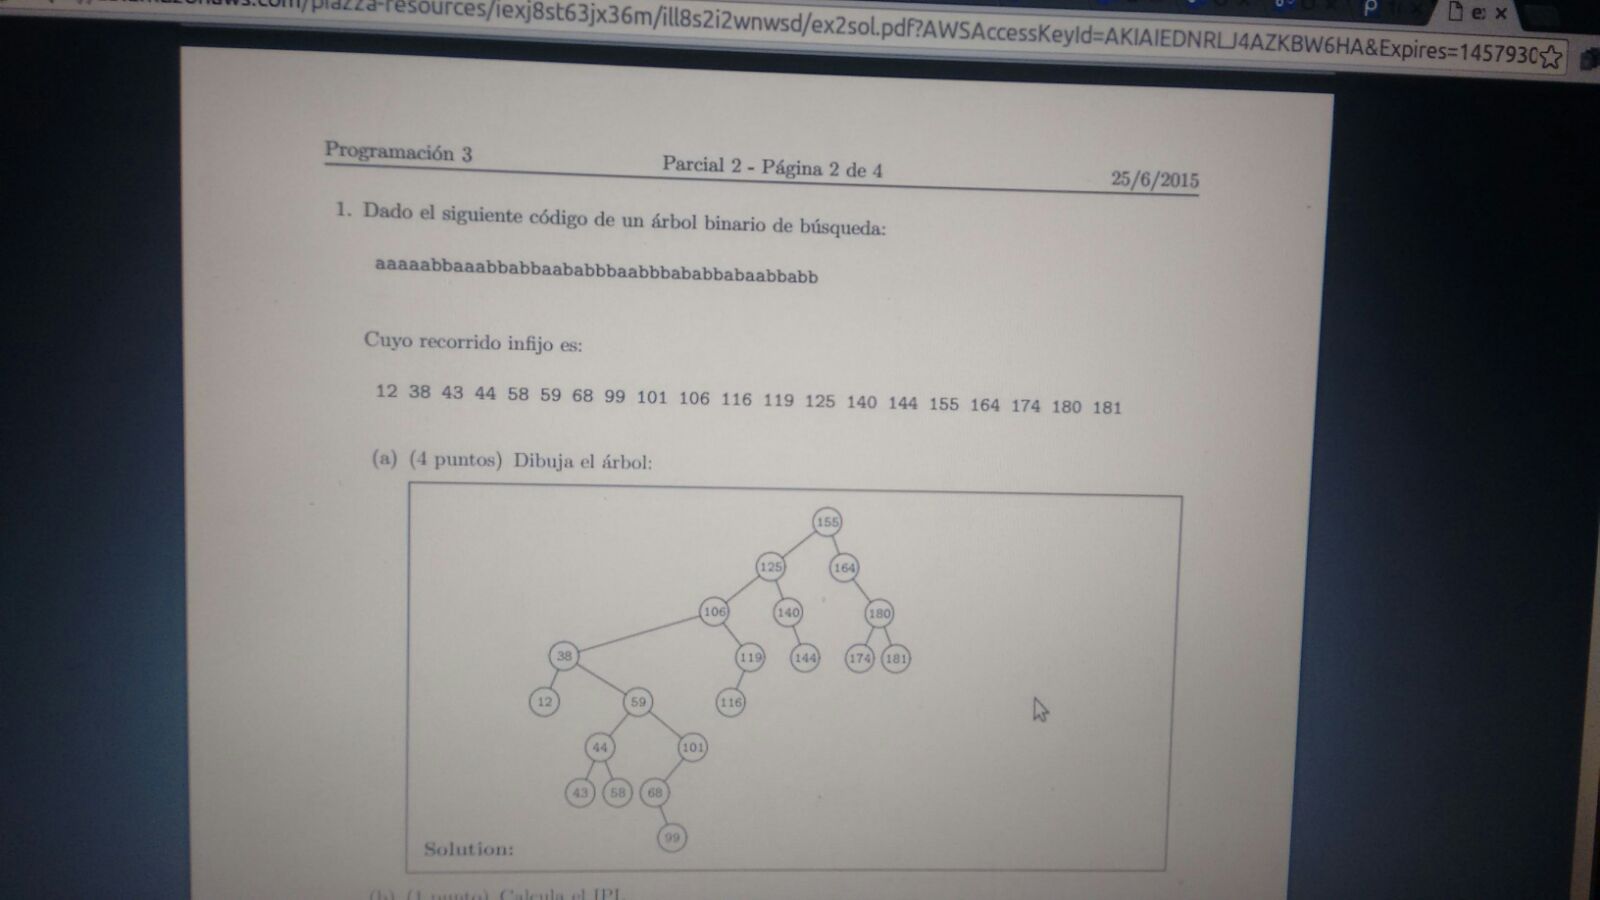 piazza-resources/iexj8st63jx36m/ill8s2i2wnwsd/ex2sol.pdf?AWSAccessKeyId=AKIAIEDNRLJ4AZKBW6HA&Expires=1457930
Programación 3
Parcial 2 - Página 2 de 4
25/6/2015
1. Dado el siguiente código de un árbol binario de búsqueda:
aaaaabbaaabbabbaababbbaabbbababbabaabbabb
Cuyo recorrido infijo es:
12 38 43 44 58 59 68 99 101 106 116 119 125 140 144 155 164 174 180 181
(a) (4 puntos) Dibuja el árbol:
155
125 164
106 140 180
38 119 144 174 181
12 59 116
44 101
43 58 68
99
Solution:
(b) (1 punto) Calcula el IPL